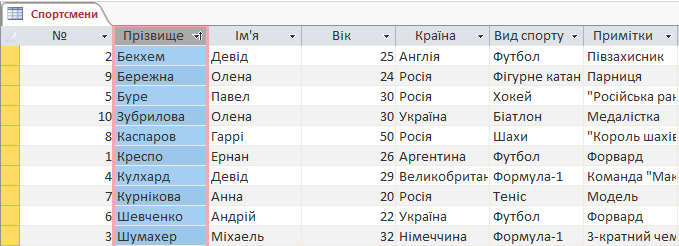 Спортсмени
№ Прізвище Ім'я Вік Країна Вид спорту Примітки
2 Бекхем Девід 25 Англія Футбол Півзахисник
9 Бережна Олена 24 Росія Фігурне катан Парниця
5 Буре Павел 30 Росія Хокей "Російська рак
10 Зубрилова Олена 30 Україна Біатлон Медалістка
8 Каспаров Гаррі 50 Росія Шахи "Король шахів
1 Креспо Ернан 26 Аргентина Футбол Форвард
4 Кулхард Девід 29 Великобритан Формула-1 Команда "Мак
7 Курнікова Анна 20 Росія Теніс Модель
6 Шевченко Андрій 22 Україна Футбол Форвард
3 Шумахер Міхаель 32 Німеччина Формула-1 3-кратний чем